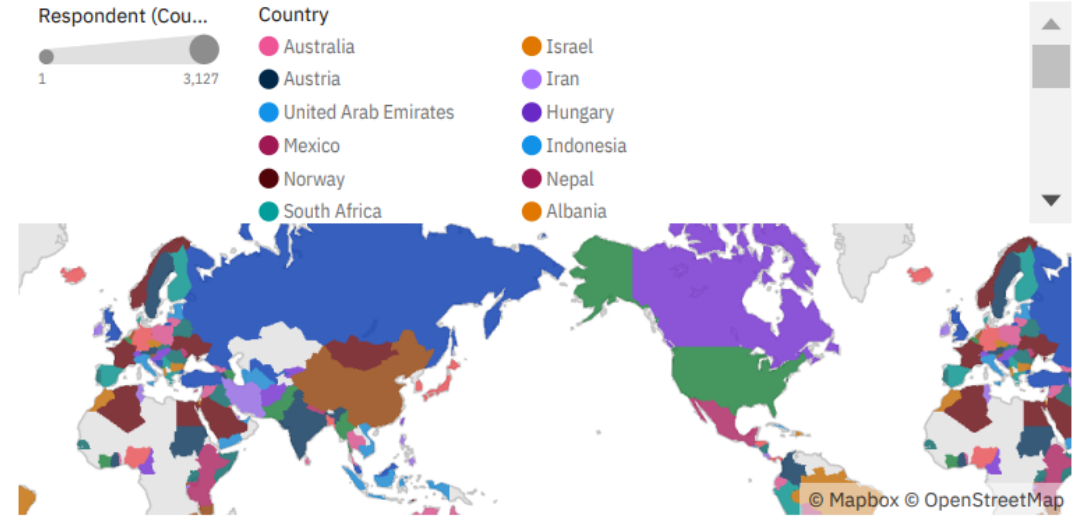 Respondent (Cou...
1
3,127
Country
Australia
Austria
United Arab Emirates
Mexico
Norway
South Africa
Israel
Iran
Hungary
Indonesia
Nepal
Albania
© Mapbox © OpenStreetMap